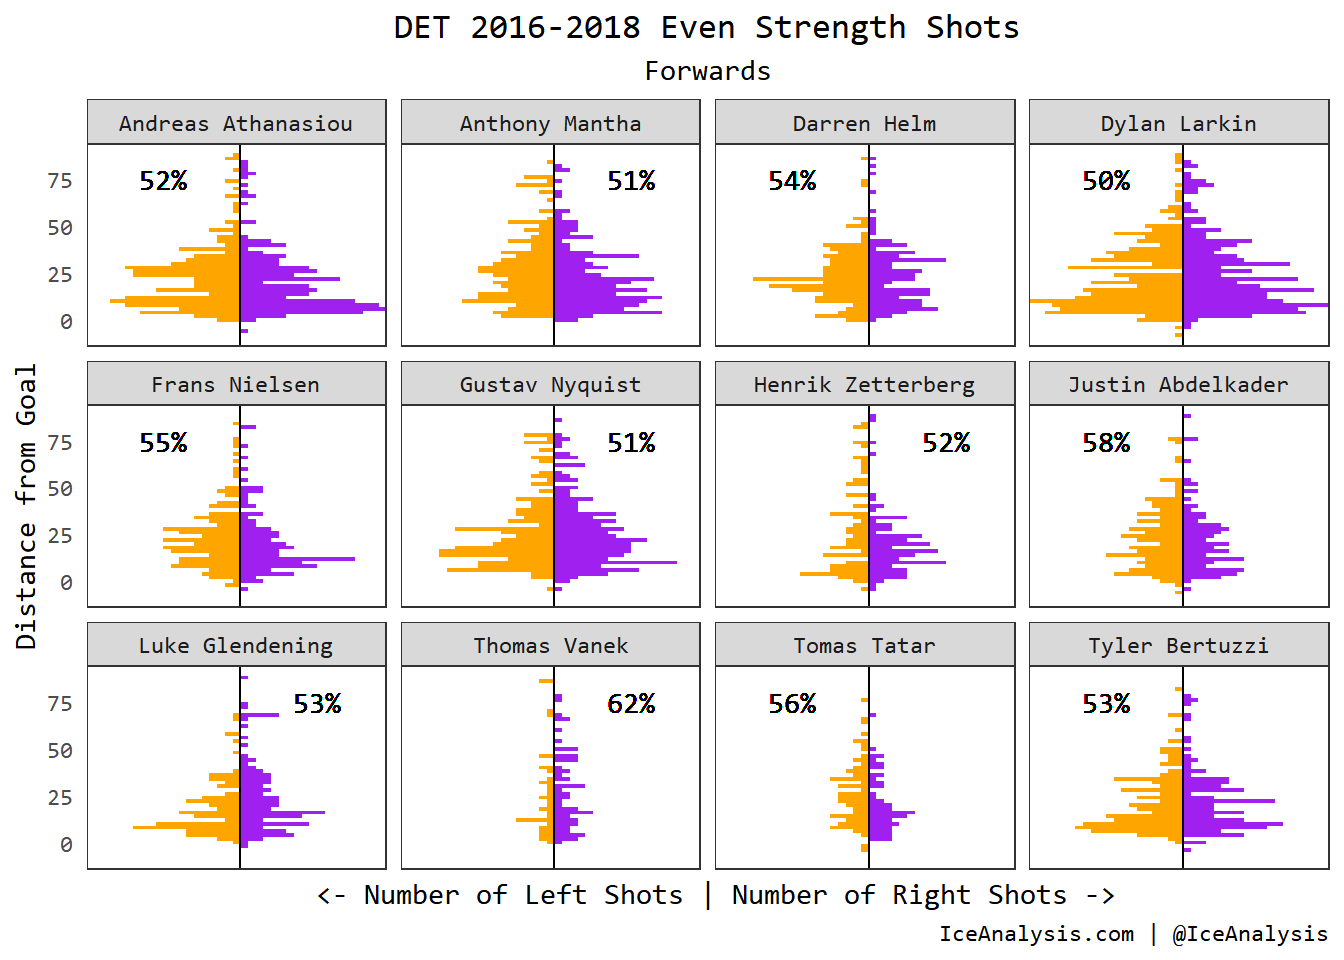 DET 2016-2018 Even Strength Shots
Forwards
Andreas Athanasiou Anthony Mantha Darren Helm Dylan Larkin
75 52% 51% 54% 50%
50
25
0
Frans Nielsen Gustav Nyquist Henrik Zetterberg Justin Abdelkader
75 55% 51% 52% 58%
50
25
0
Luke Glendening Thomas Vanek Tomas Tatar Tyler Bertuzzi
75 53% 62% 56% 53%
50
25
0
Distance from Goal
<- Number of Left Shots | Number of Right Shots ->
IceAnalysis.com | @IceAnalysis